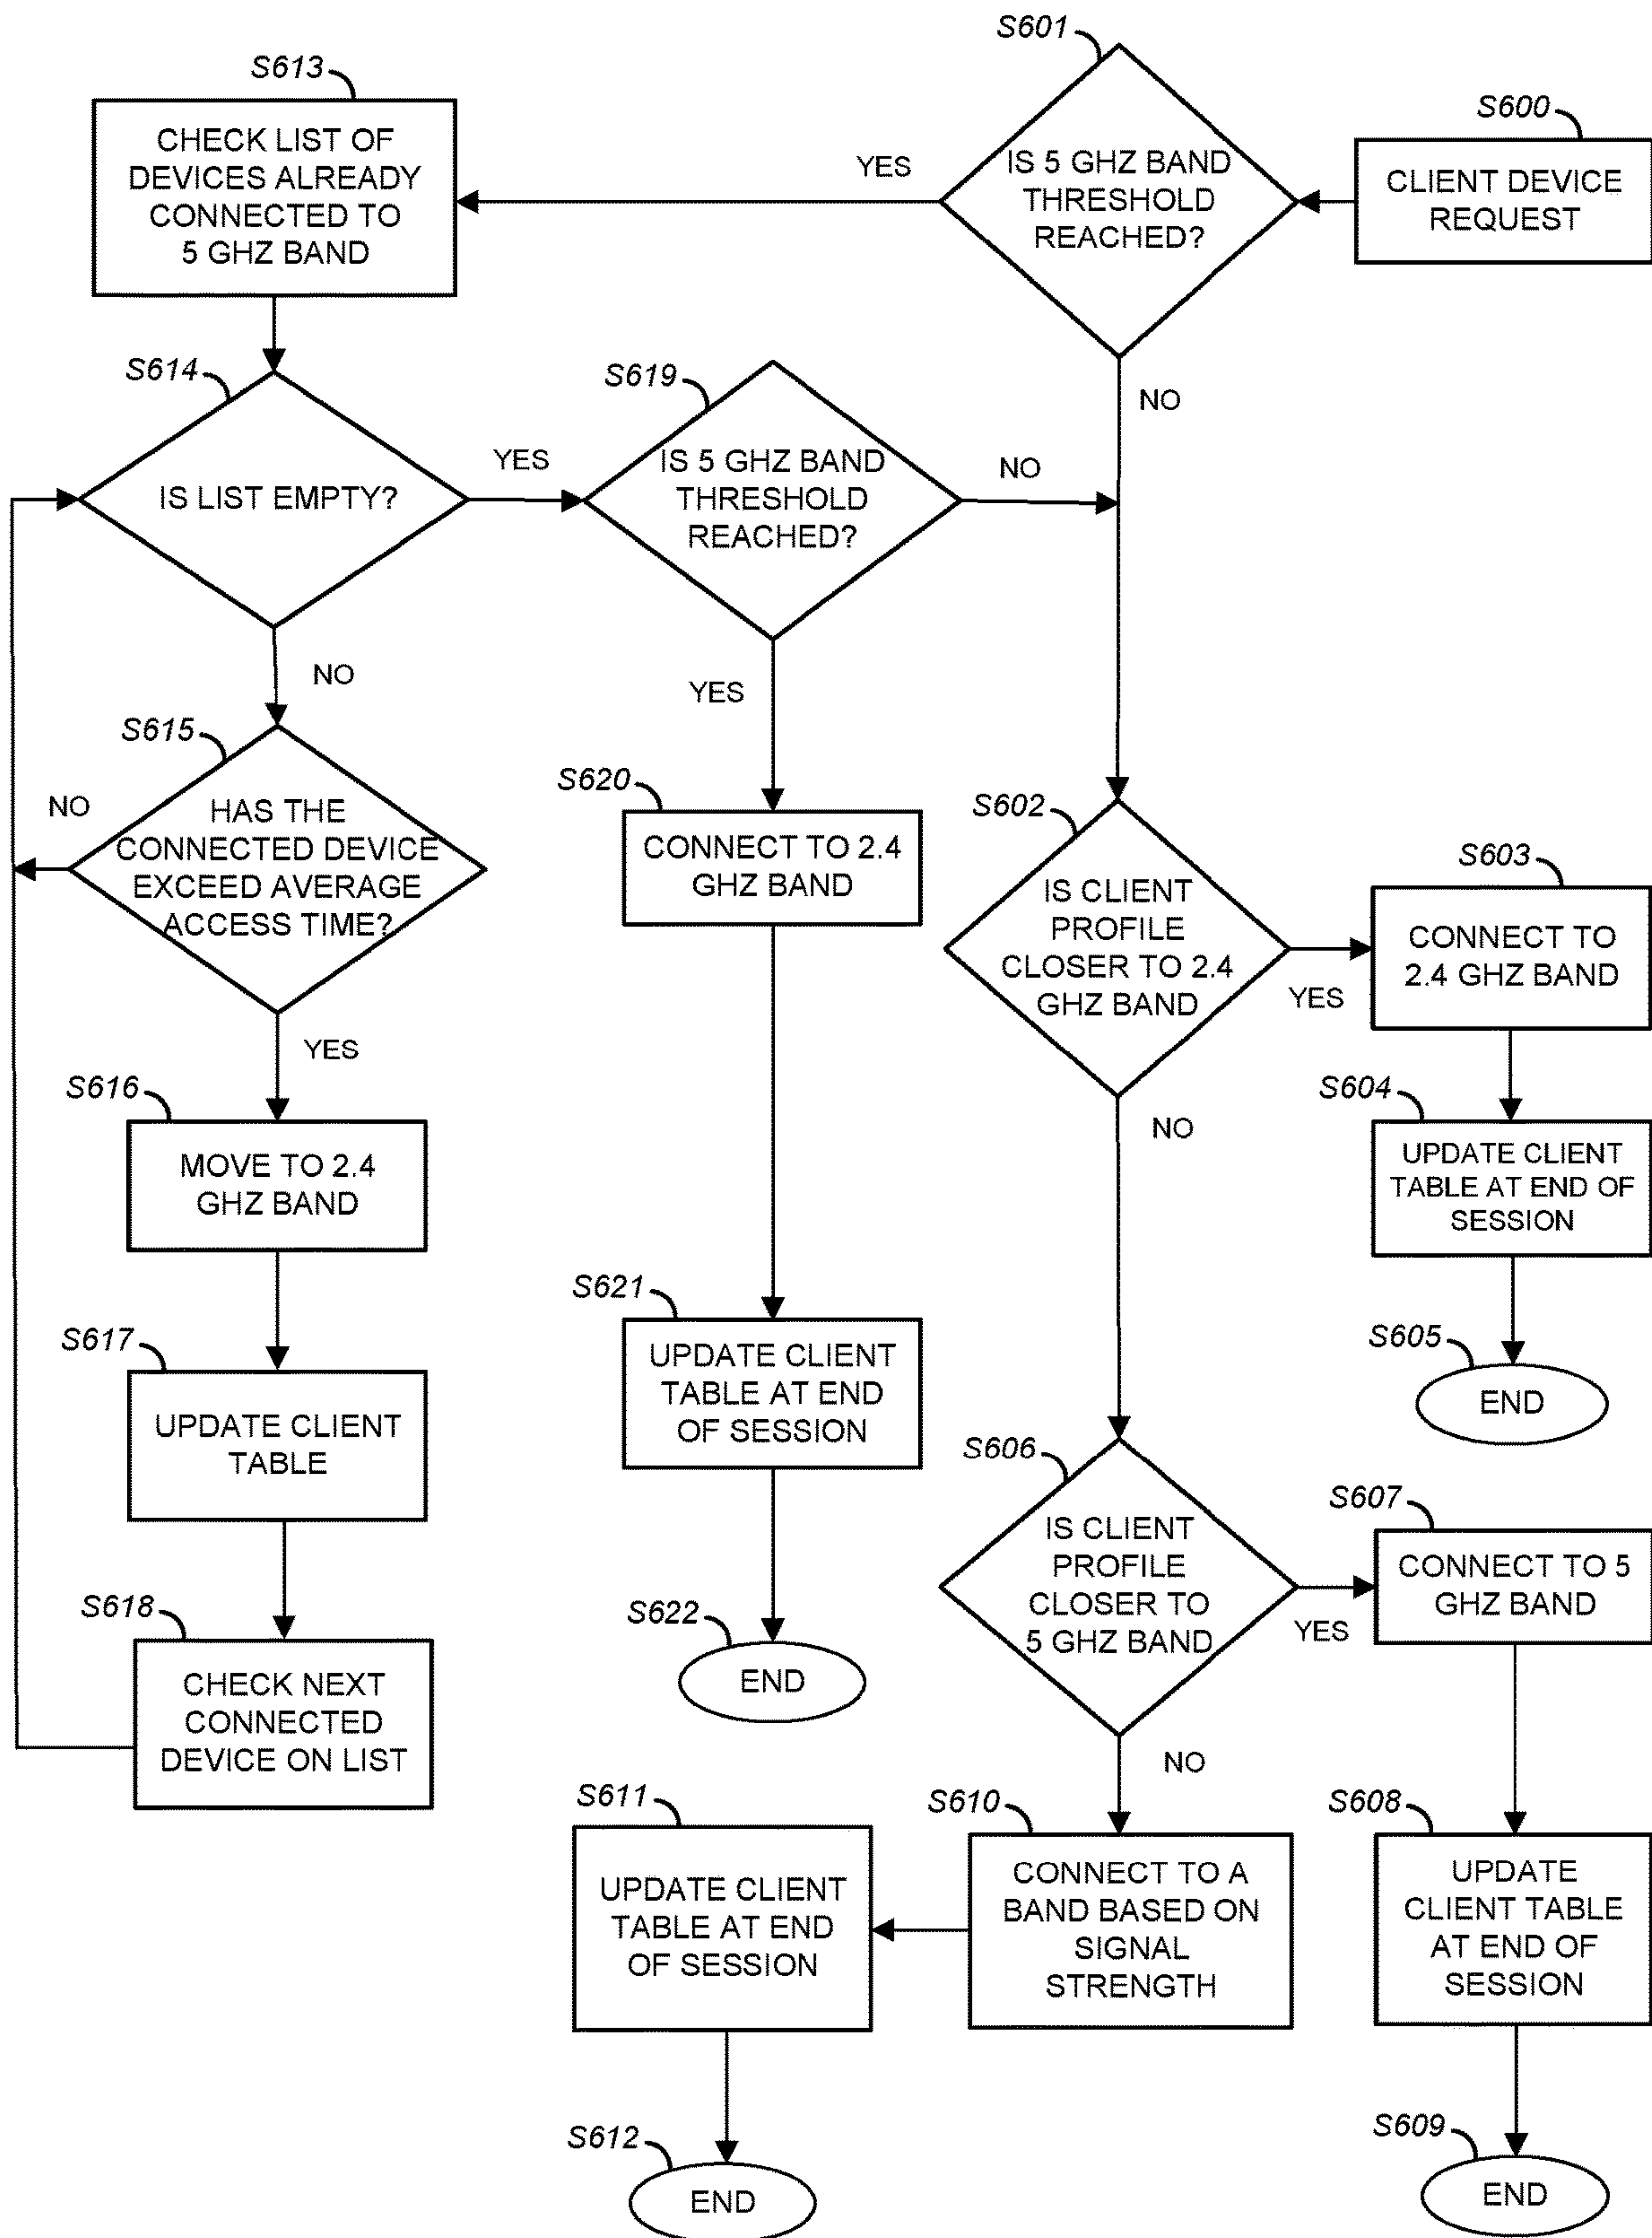 S601
S613
S600
CHECK LIST OF
DEVICES ALREADY
CONNECTED TO
5 GHZ BAND
YES
IS 5 GHZ BAND
THRESHOLD
REACHED?
CLIENT DEVICE
REQUEST
S614
S619
NO
IS LIST EMPTY?
YES
IS 5 GHZ BAND
THRESHOLD
REACHED?
NO
NO
YES
S615
NO
HAS THE
CONNECTED DEVICE
EXCEED AVERAGE
ACCESS TIME?
YES
S620
CONNECT TO 2.4
GHZ BAND
S602
IS CLIENT
PROFILE
CLOSER TO 2.4
GHZ BAND
YES
NO
S603
CONNECT TO
2.4 GHZ BAND
S604
UPDATE CLIENT
TABLE AT END OF
SESSION
S605
END
S616
MOVE TO 2.4
GHZ BAND
S617
UPDATE CLIENT
TABLE
S618
CHECK NEXT
CONNECTED
DEVICE ON LIST
S621
UPDATE CLIENT
TABLE AT END
OF SESSION
S622
END
S606
IS CLIENT
PROFILE
CLOSER TO
5 GHZ BAND
YES
NO
S607
CONNECT TO 5
GHZ BAND
S608
UPDATE
CLIENT TABLE
AT END OF
SESSION
S609
END
S610
CONNECT TO A
BAND BASED ON
SIGNAL
STRENGTH
S611
UPDATE CLIENT
TABLE AT END
OF SESSION
S612
END